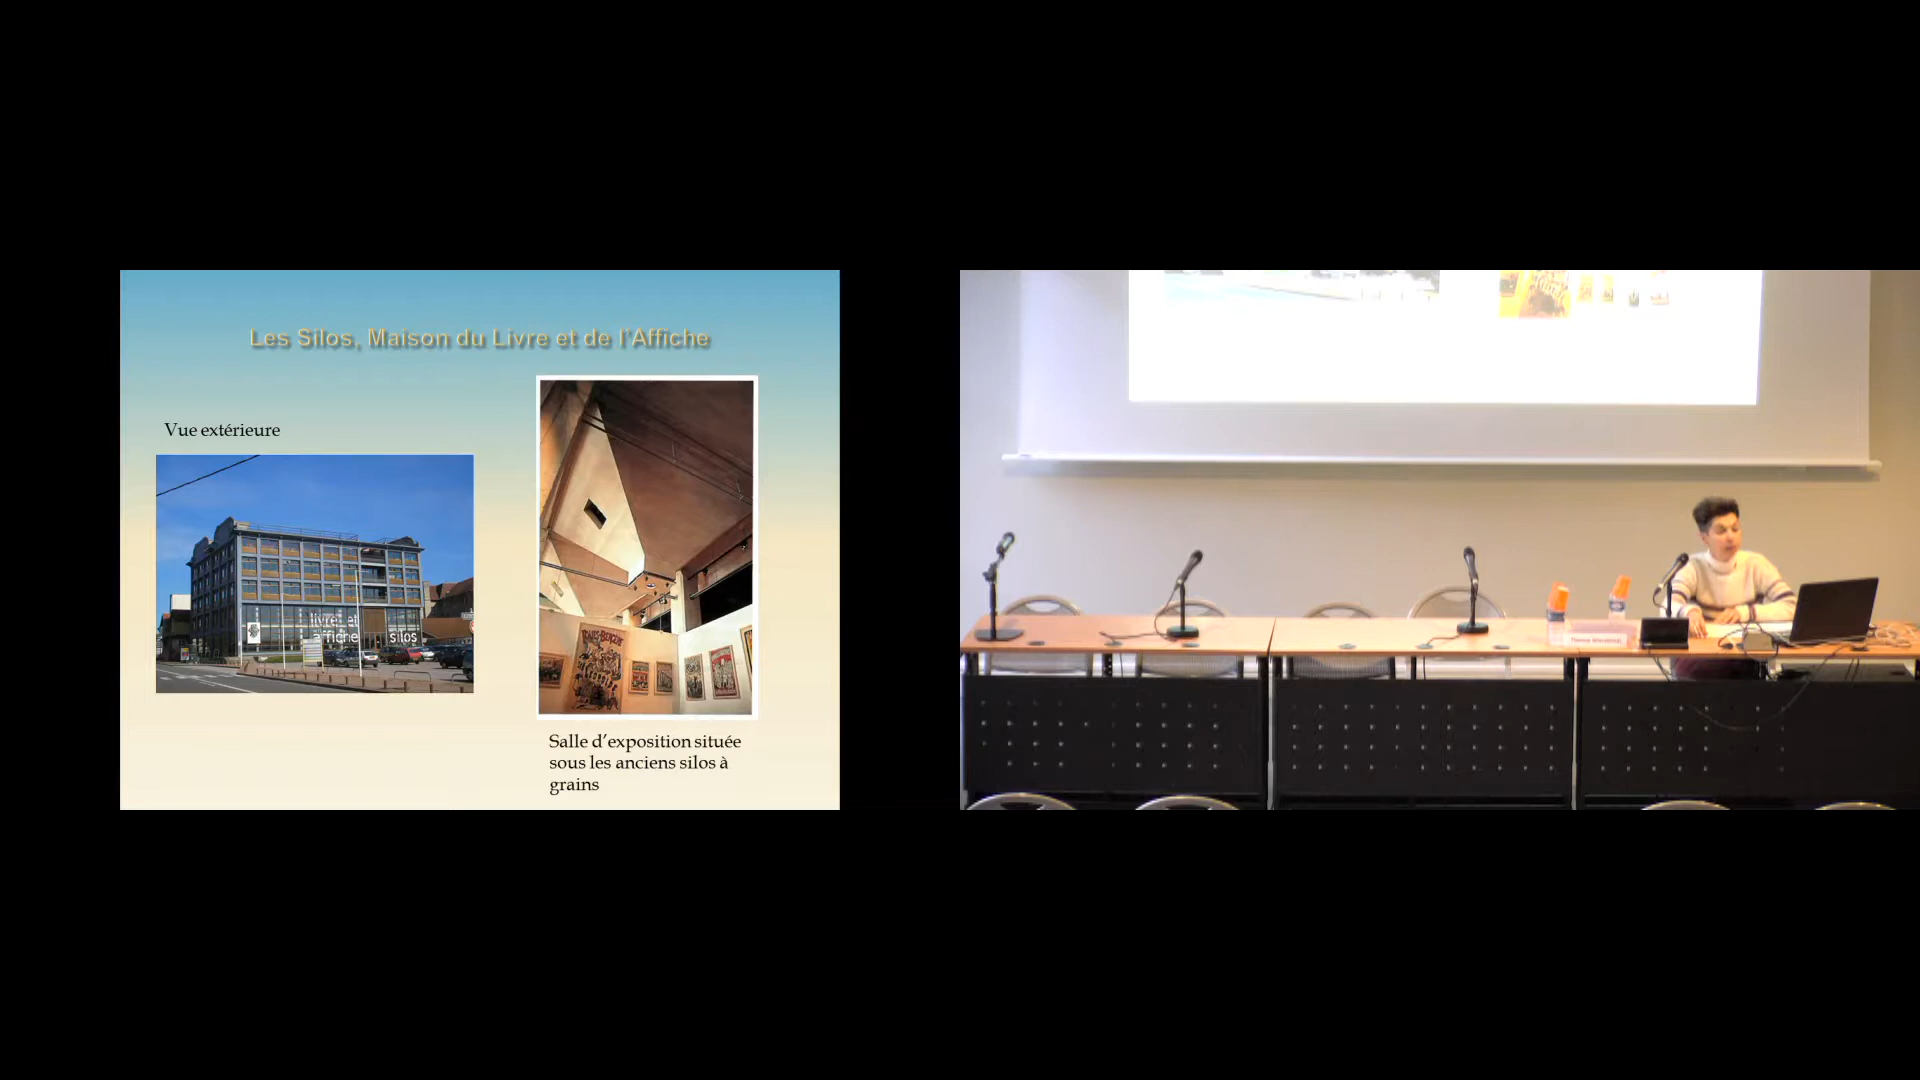 Les Silos, Maison du Livre et de l'Affiche
Vue extérieure
livre et
affiche silos
Salle d'exposition située
sous les anciens silos à
grains